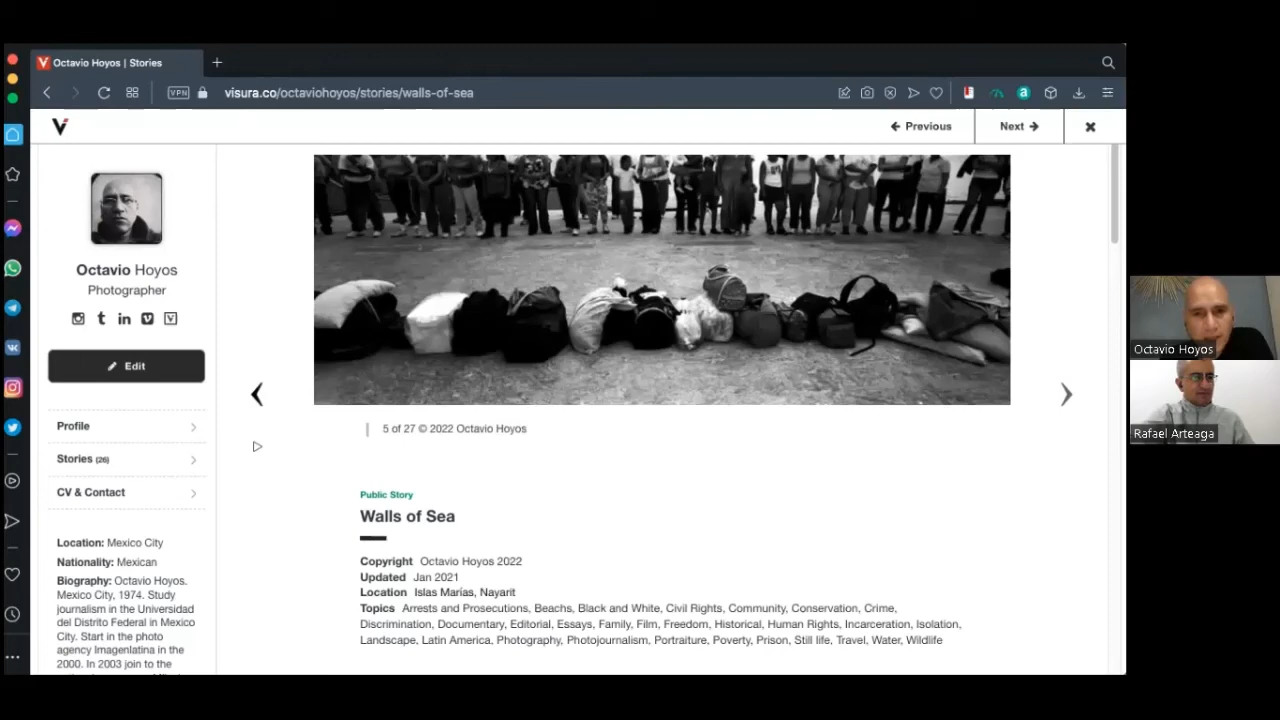 Octavio Hoyos | Stories
VPN
visura.co/octaviohoyos/stories/walls-of-sea
Previous
Next
Octavio Hoyos
Photographer
Edit
Profile
Stories (26)
CV & Contact
Location: Mexico City
Nationality: Mexican
Biography: Octavio Hoyos.
Mexico City, 1974. Study
journalism in the Universidad
del Distrito Federal in Mexico
City. Start in the photo
agency Imagenlatina in the
2000. In 2003 join to the
5 of 27 © 2022 Octavio Hoyos
Public Story
Walls of Sea
Copyright Octavio Hoyos 2022
Updated Jan 2021
Location Islas Marías, Nayarit
Topics Arrests and Prosecutions, Beachs, Black and White, Civil Rights, Community, Conservation, Crime,
Discrimination, Documentary, Editorial, Essays, Family, Film, Freedom, Historical, Human Rights, Incarceration, Isolation,
Landscape, Latin America, Photography, Photojournalism, Portraiture, Poverty, Prison, Still life, Travel, Water, Wildlife
Octavio Hoyos
Rafael Arteaga